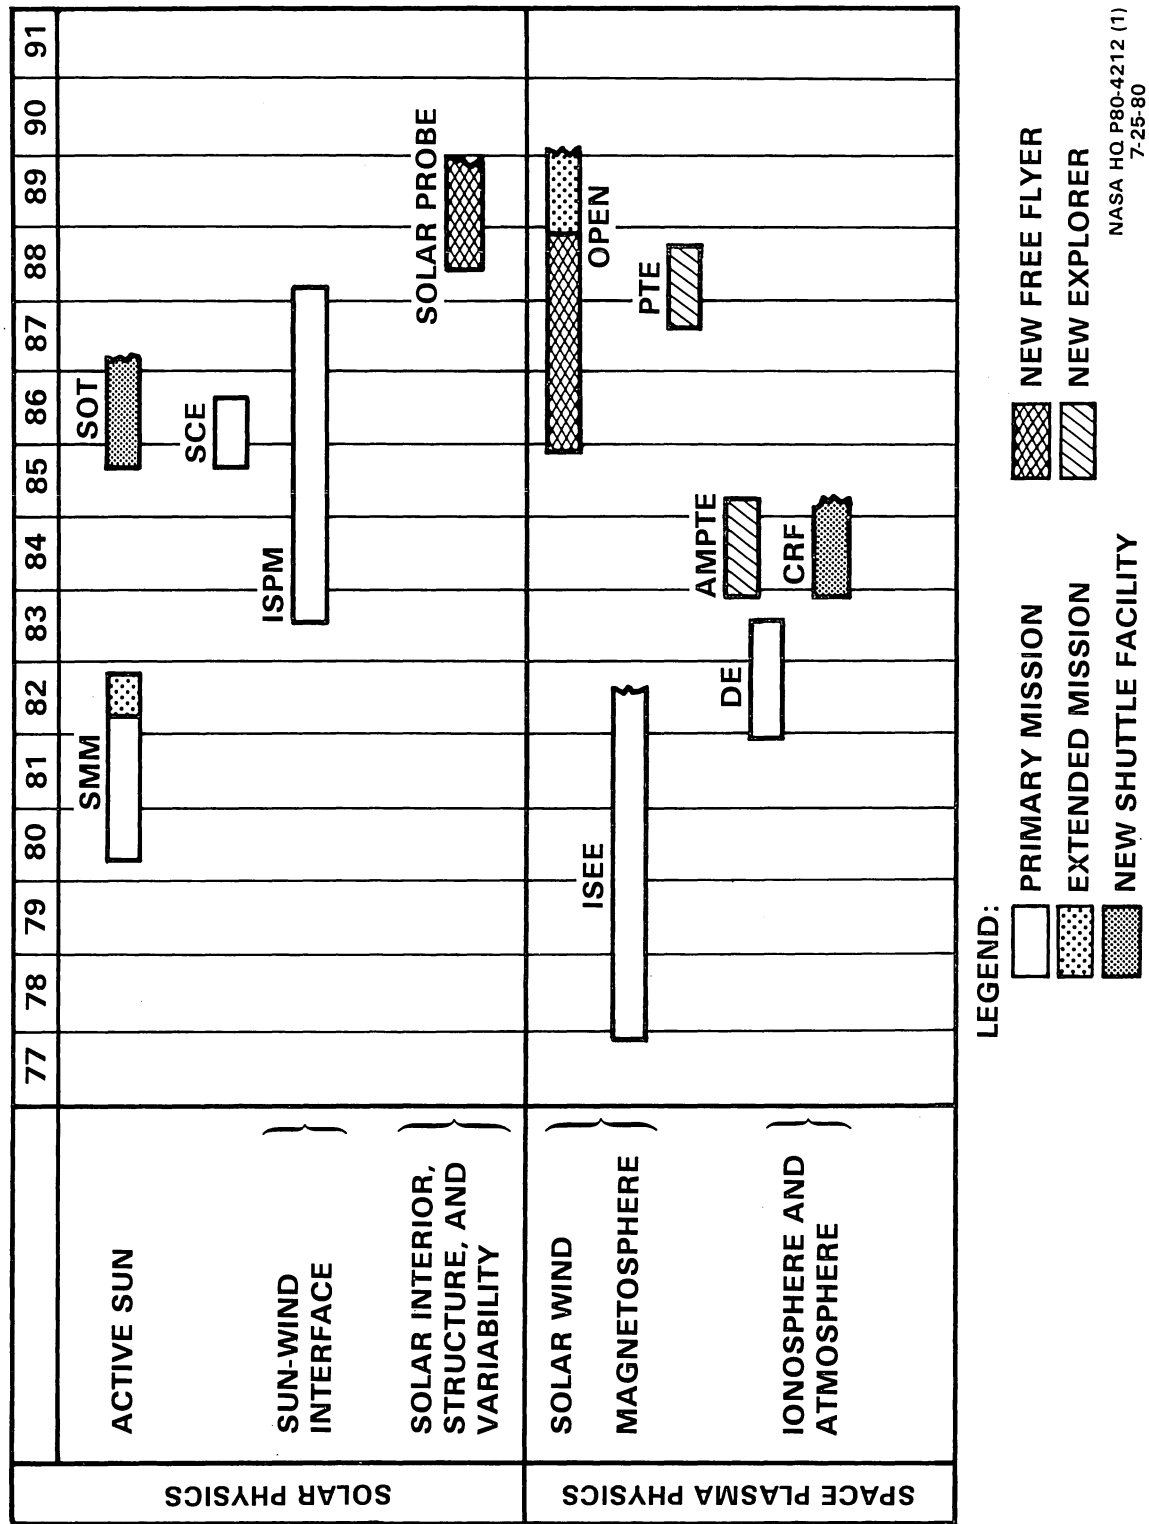 77 78 79 80 81 82 83 84 85 86 87 88 89 90 91
SOLAR PHYSICS
ACTIVE SUN
SMM
SOT
SCE
SUN-WIND
INTERFACE
ISPM
SOLAR INTERIOR,
STRUCTURE, AND
VARIABILITY
SOLAR PROBE
SPACE PLASMA PHYSICS
SOLAR WIND
OPEN
MAGNETOSPHERE
ISEE
PTE
AMPTE
DE
IONOSPHERE AND
ATMOSPHERE
CRF
LEGEND:
PRIMARY MISSION
EXTENDED MISSION
NEW SHUTTLE FACILITY
NEW FREE FLYER
NEW EXPLORER
NASA HQ P80-4212 (1)
7-25-80